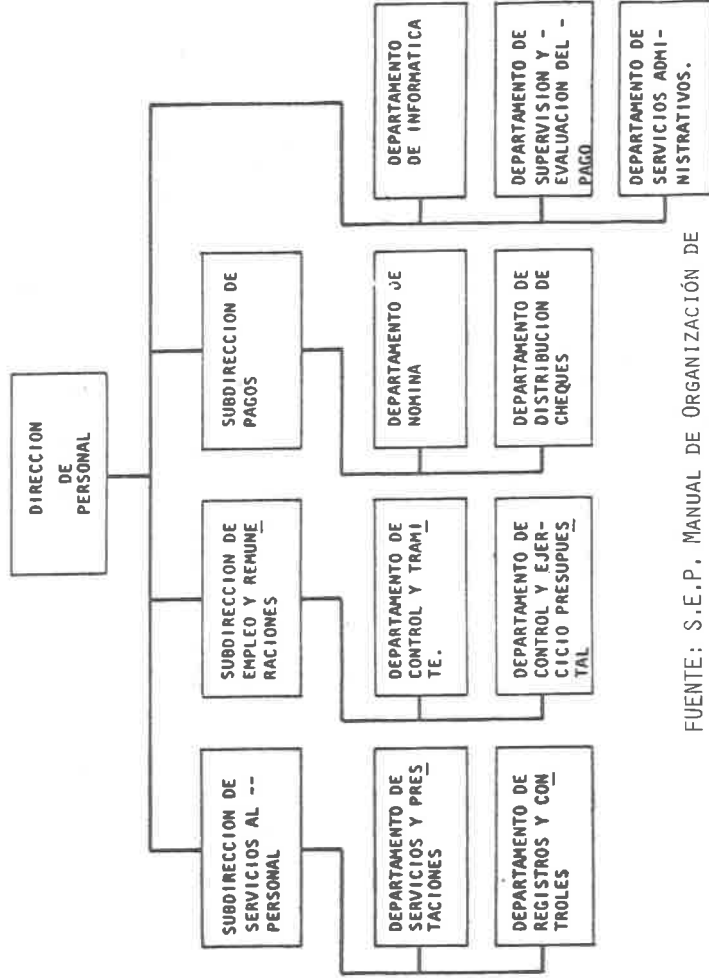 DIRECCION
DE
PERSONAL
SUBDIRECCION DE
SERVICIOS AL --
PERSONAL
SUBDIRECCION DE
EMPLEO Y REMUNE
RACIONES
SUBDIRECCION DE
PAGOS
DEPARTAMENTO DE
SERVICIOS Y PRES
TACIONES
DEPARTAMENTO DE
REGISTROS Y CON
TROLES
DEPARTAMENTO DE
CONTROL Y TRAMI
TE.
DEPARTAMENTO DE
CONTROL Y EJER-
CICIO PRESUPUES
TAL
DEPARTAMENTO DE
NOMINA
DEPARTAMENTO DE
DISTRIBUCION DE
CHEQUES
DEPARTAMENTO
DE INFORMATICA
DEPARTAMENTO DE
SUPERVISION Y -
EVALUACION DEL -
PAGO
DEPARTAMENTO DE
SERVICIOS ADMI-
NISTRATIVOS.
FUENTE: S.E.P. MANUAL DE ORGANIZACIÓN DE